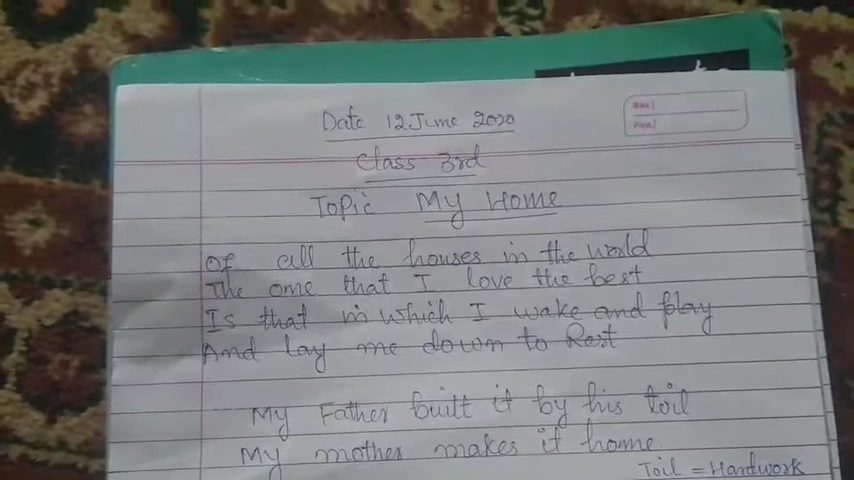 Date 12 June 2020
Class 3rd
Topic My Home
Of all the houses in the world
The one that I love the best
Is that in which I wake and play
And lay me down to Rest
My Father built it by his toil
My mother makes it home
Toil = Hardwork